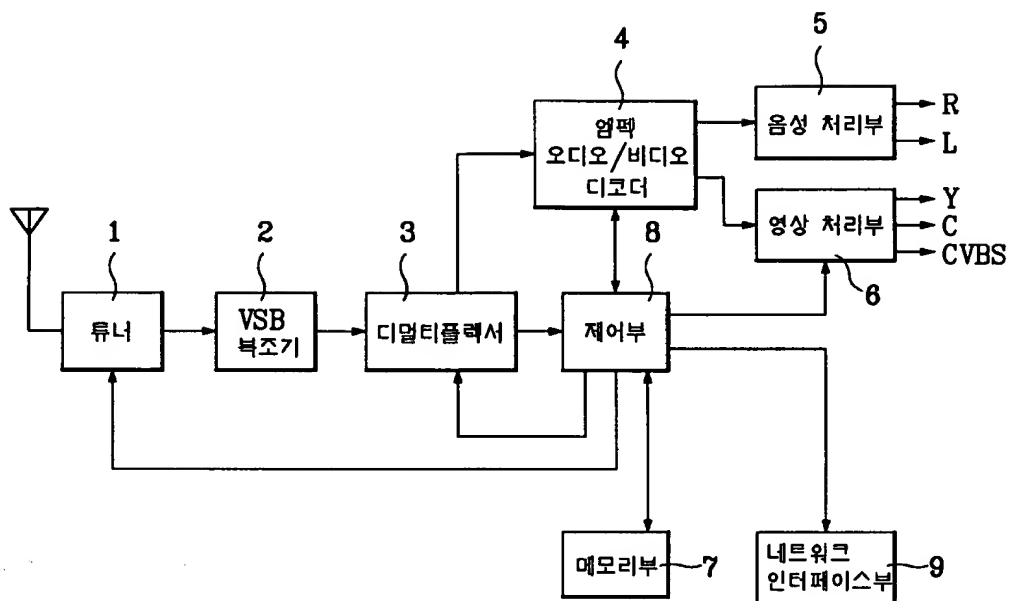 4
5
엠펙
오디오/비디오
디코더
음성 처리부
R
L
1
2
3
8
영상 처리부
Y
C
CVBS
6
튜너
VSB
복조기
디멀티플렉서
제어부
메모리부
7
네트워크
인터페이스부
9